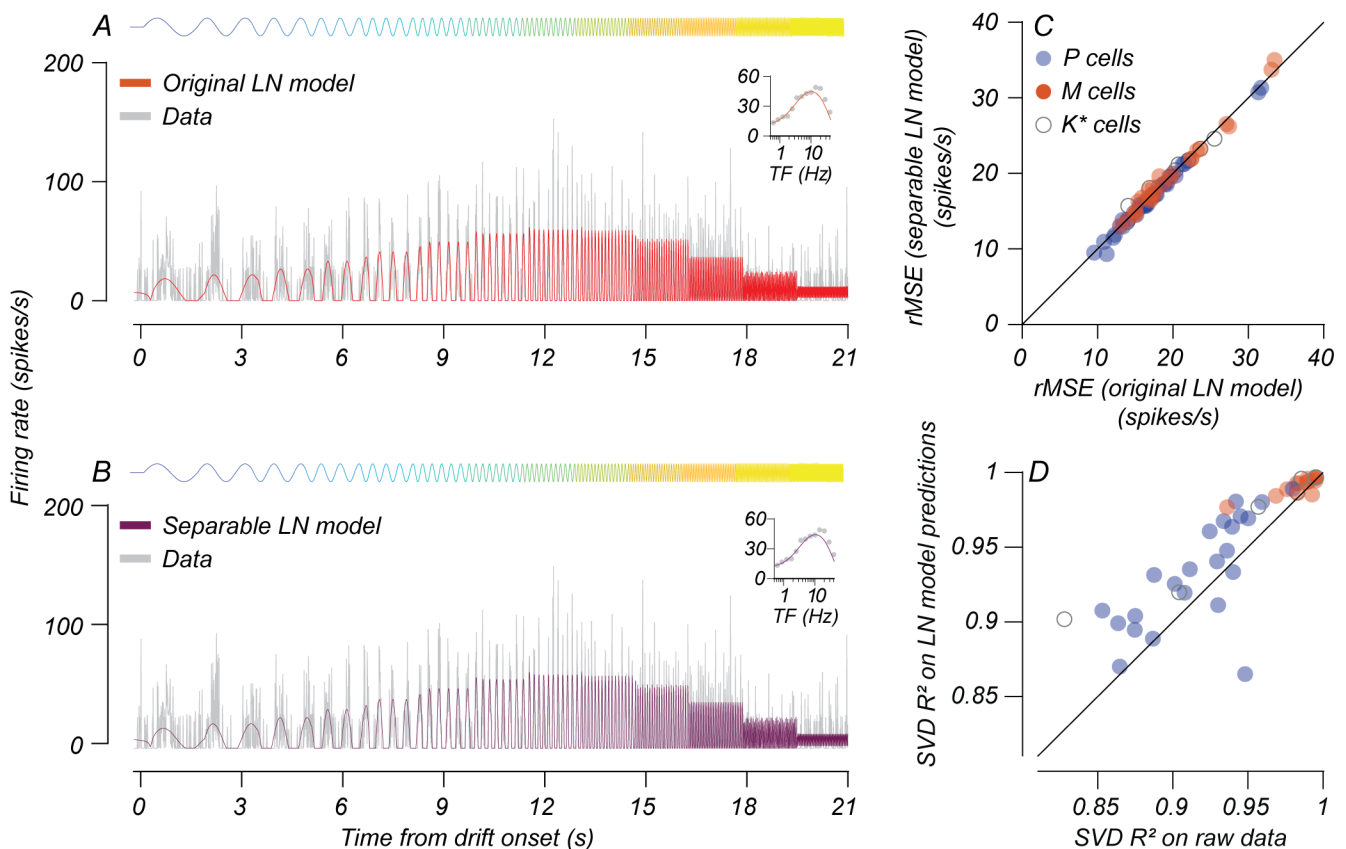 A
200
100
0
Original LN model
Data
60
30
0
1 10
TF (Hz)
0 3 6 9 12 15 18 21
B
200
100
0
Separable LN model
Data
60
30
0
1 10
TF (Hz)
0 3 6 9 12 15 18 21
Time from drift onset (s)
Firing rate (spikes/s)
C
P cells
M cells
K* cells
40
30
20
10
0
rMSE (separable LN model)
(spikes/s)
0 10 20 30 40
rMSE (original LN model)
(spikes/s)
D
1
0.95
0.9
0.85
SVD R² on LN model predictions
0.85 0.9 0.95 1
SVD R² on raw data